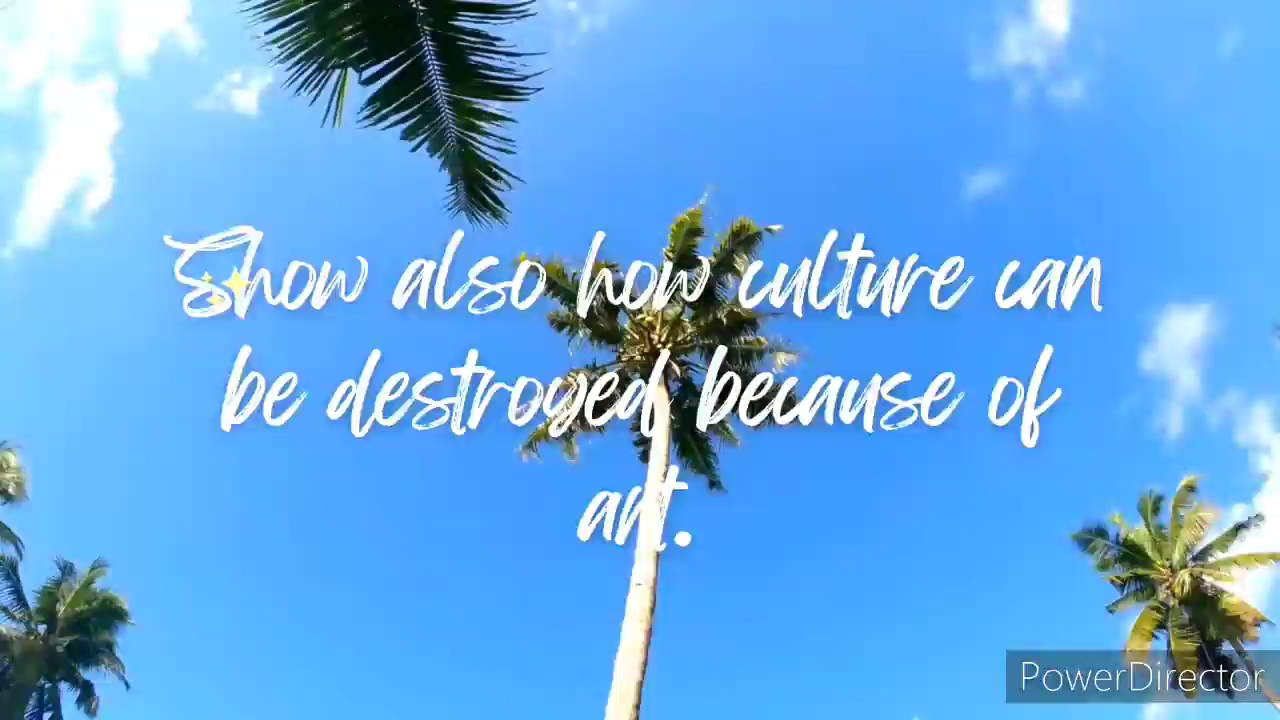 Show also how culture can
be destroyed because of
art.
PowerDirector